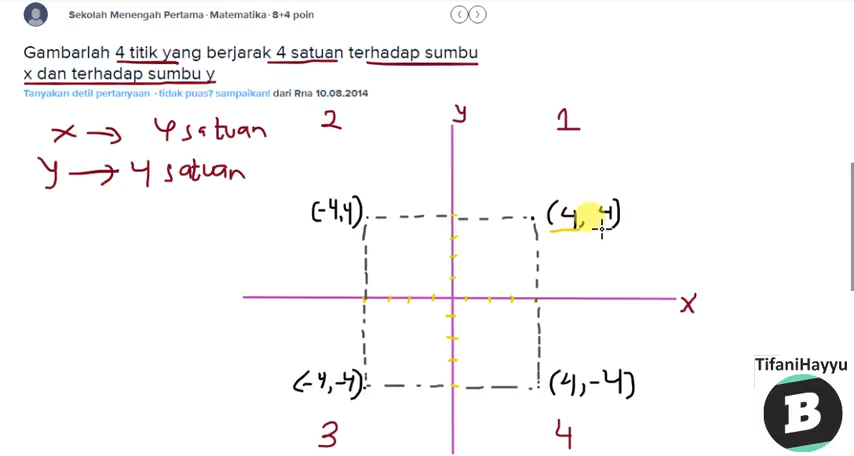 Sekolah Menengah Pertama · Matematika · 8+4 poin
Gambarlah 4 titik yang berjarak 4 satuan terhadap sumbu
x dan terhadap sumbu y
Tanyakan detil pertanyaan · tidak puas? sampaikan! dari Rna 10.08.2014
x → 4 satuan
y → 4 satuan
2
y
1
(-4,4)
(4, 4)
x
(-4,-4)
(4,-4)
3
4
TifaniHayyu
B